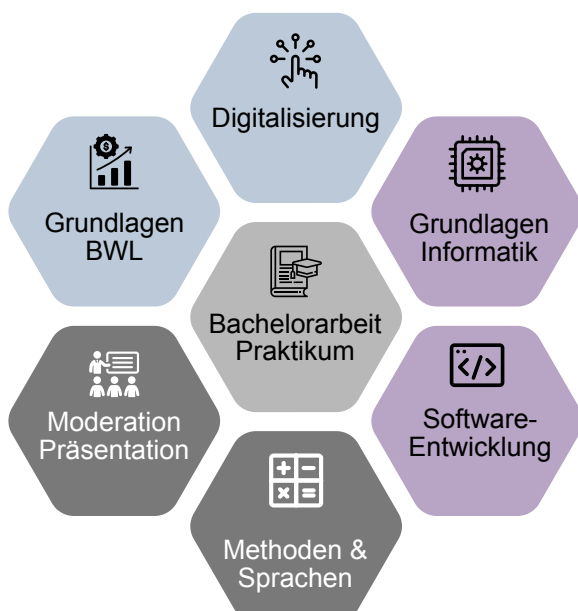 Digitalisierung
Grundlagen
BWL
Grundlagen
Informatik
Bachelorarbeit
Praktikum
Moderation
Präsentation
Software-
Entwicklung
Methoden &
Sprachen